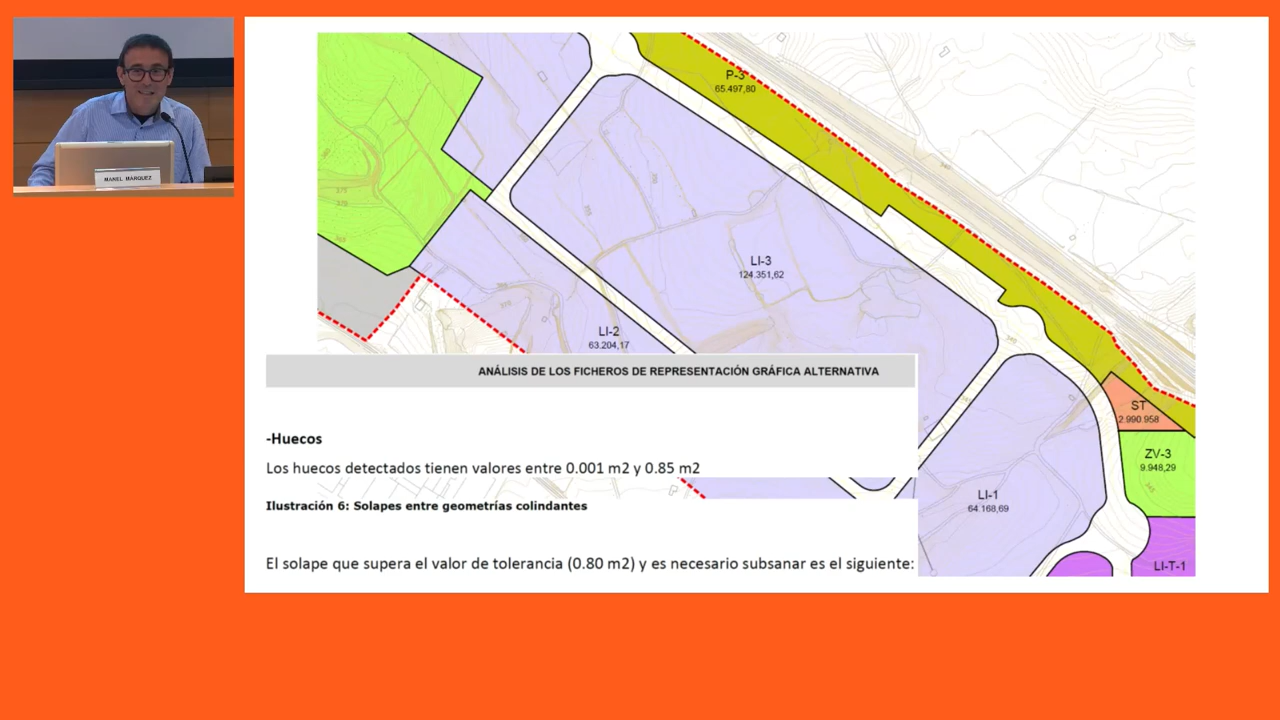 MANEL MÁRQUEZ
P-3
65.497,80
LI-3
124.351,62
LI-2
63.204,17
ANÁLISIS DE LOS FICHEROS DE REPRESENTACIÓN GRÁFICA ALTERNATIVA
ST
2.990.958
-Huecos
ZV-3
9.948,29
Los huecos detectados tienen valores entre 0.001 m2 y 0.85 m2
LI-1
64.168,69
Ilustración 6: Solapes entre geometrías colindantes
El solape que supera el valor de tolerancia (0.80 m2) y es necesario subsanar es el siguiente:
LI-T-1